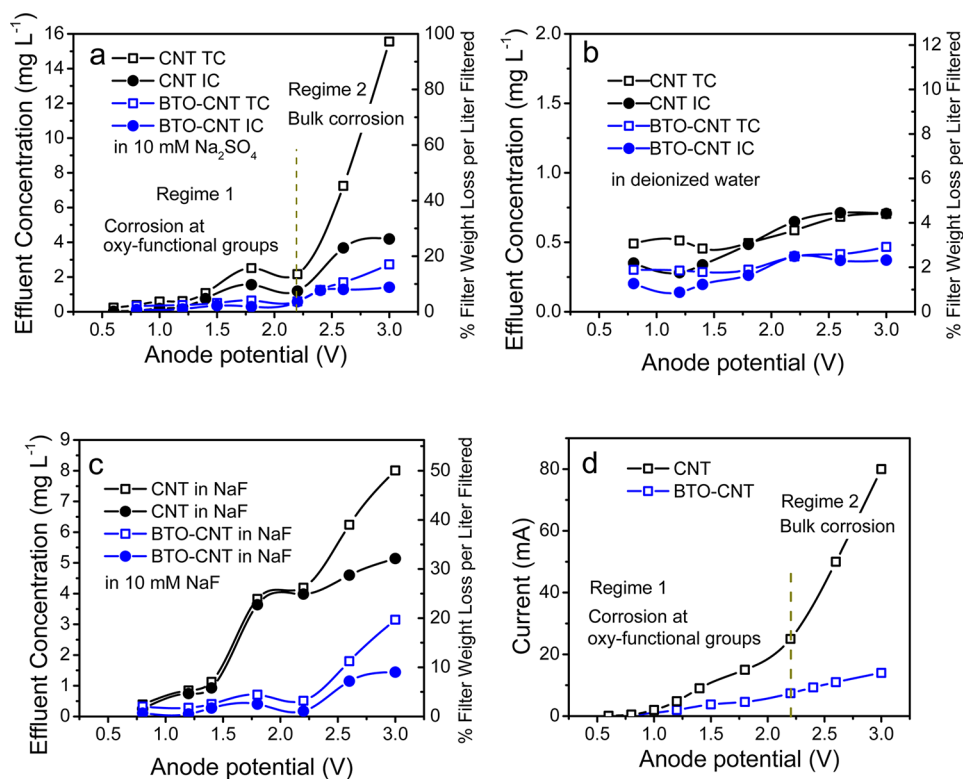 a
CNT TC
CNT IC
BTO-CNT TC
BTO-CNT IC
in 10 mM Na₂SO₄
Regime 1
Corrosion at
oxy-functional groups
Regime 2
Bulk corrosion
Effluent Concentration (mg L⁻¹)
16
14
12
10
8
6
4
2
0
% Filter Weight Loss per Liter Filtered
100
80
60
40
20
0
0.5 1.0 1.5 2.0 2.5 3.0
Anode potential (V)
b
CNT TC
CNT IC
BTO-CNT TC
BTO-CNT IC
in deionized water
Effluent Concentration (mg L⁻¹)
2.0
1.5
1.0
0.5
0.0
% Filter Weight Loss per Liter Filtered
12
10
8
6
4
2
0
0.5 1.0 1.5 2.0 2.5 3.0
Anode potential (V)
c
CNT in NaF
CNT in NaF
BTO-CNT in NaF
BTO-CNT in NaF
in 10 mM NaF
Effluent Concentration (mg L⁻¹)
9
8
7
6
5
4
3
2
1
0
% Filter Weight Loss per Liter Filtered
50
40
30
20
10
0
0.5 1.0 1.5 2.0 2.5 3.0
Anode potential (V)
d
CNT
BTO-CNT
Regime 2
Bulk corrosion
Regime 1
Corrosion at
oxy-functional groups
Current (mA)
80
60
40
20
0
0.5 1.0 1.5 2.0 2.5 3.0
Anode potential (V)